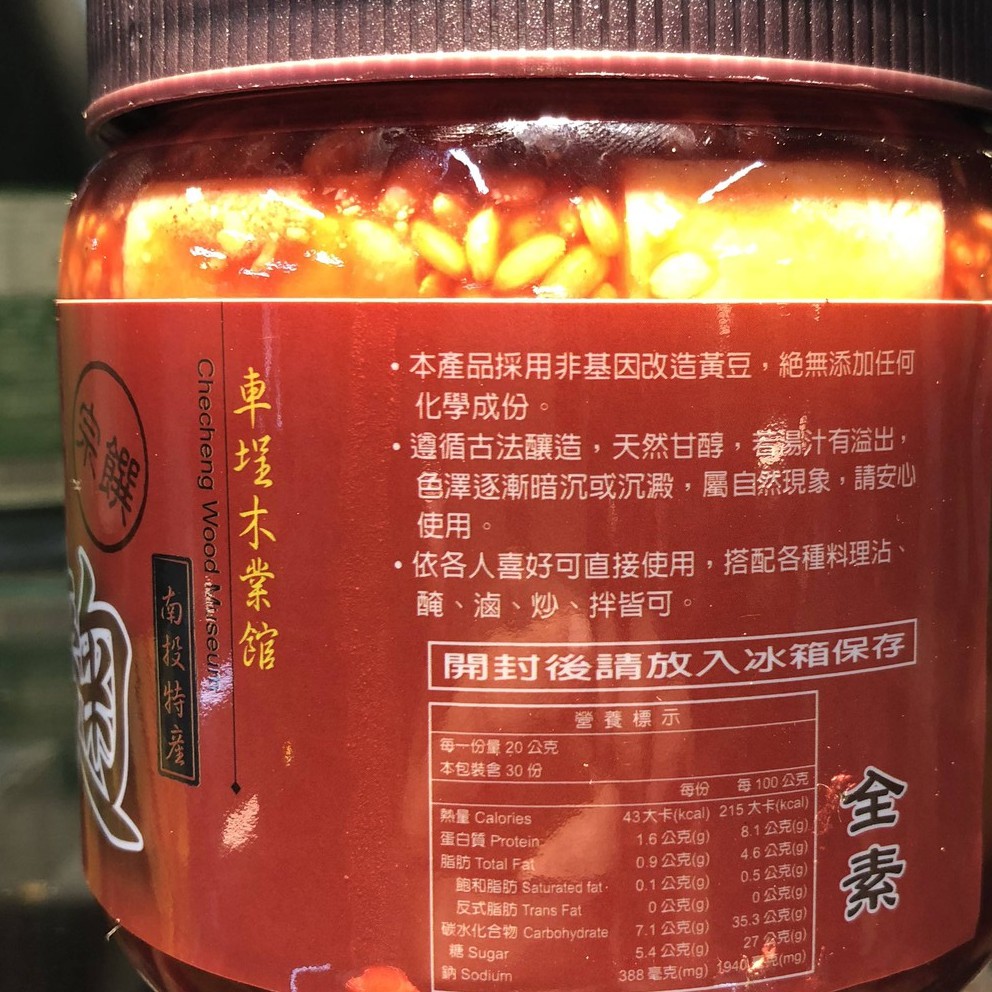 宗饌
南投特產
Checheng Wood Museum
車埕木業館
•本產品採用非基因改造黃豆，絕無添加任何
化學成份。
•遵循古法釀造，天然甘醇，若湯汁有溢出，
色澤逐漸暗沉或沉澱，屬自然現象，請安心
使用。
•依各人喜好可直接使用，搭配各種料理沾、
醃、滷、炒、拌皆可。
開封後請放入冰箱保存
營養標示
每一份量 20 公克
本包裝含 30 份
每份 每 100 公克
熱量 Calories 43 大卡(kcal) 215 大卡(kcal)
蛋白質 Protein 1.6 公克(g) 8.1 公克(g)
脂肪 Total Fat 0.9 公克(g) 4.6 公克(g)
飽和脂肪 Saturated fat 0.1 公克(g) 0.5 公克(g)
反式脂肪 Trans Fat 0 公克(g) 0 公克(g)
碳水化合物 Carbohydrate 7.1 公克(g) 35.3 公克(g)
糖 Sugar 5.4 公克(g) 27 公克(g)
鈉 Sodium 388 毫克(mg) 1940 毫克(mg)
全素